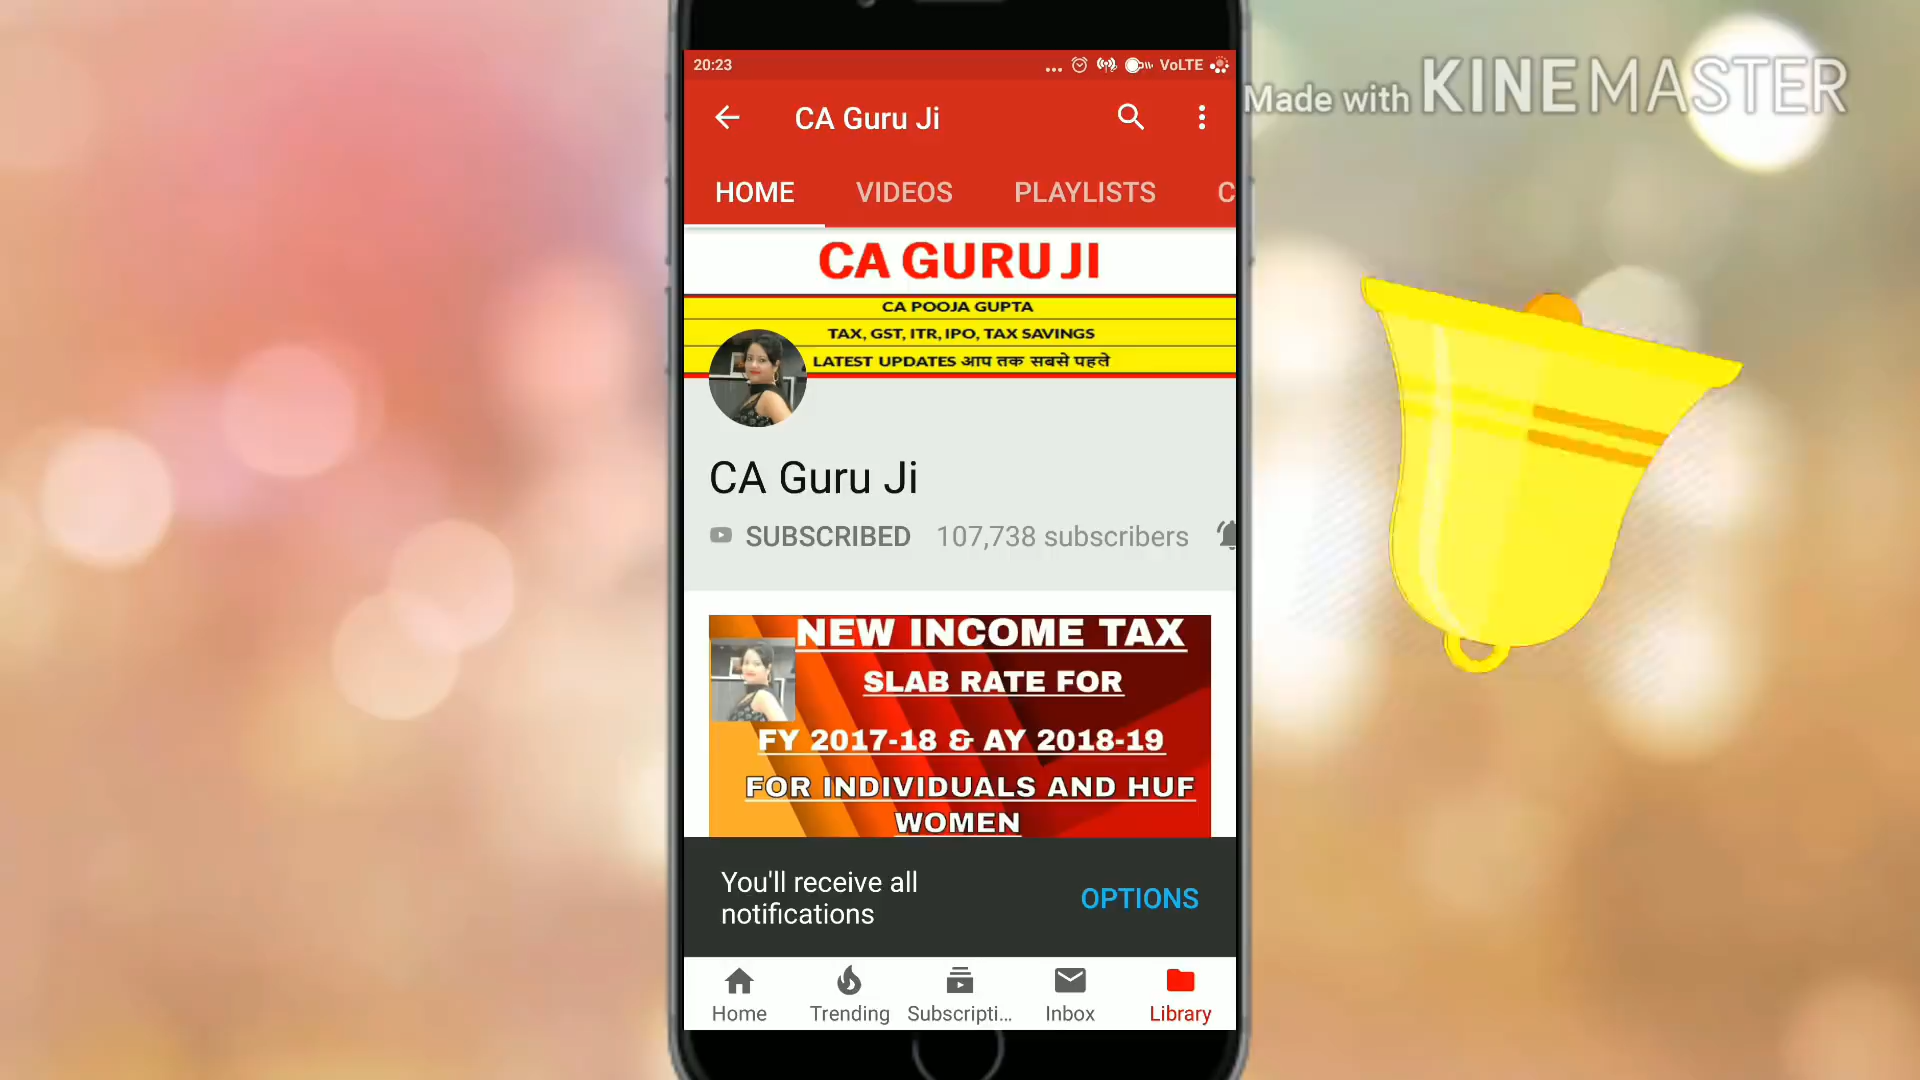 20:23
... VoLTE
Made with KINEMASTER
CA Guru Ji
HOME VIDEOS PLAYLISTS C
CA GURU JI
CA POOJA GUPTA
TAX, GST, ITR, IPO, TAX SAVINGS
LATEST UPDATES आप तक सबसे पहले
CA Guru Ji
SUBSCRIBED 107,738 subscribers
NEW INCOME TAX
SLAB RATE FOR
FY 2017-18 & AY 2018-19
FOR INDIVIDUALS AND HUF
WOMEN
You'll receive all
notifications
OPTIONS
Home Trending Subscripti... Inbox Library